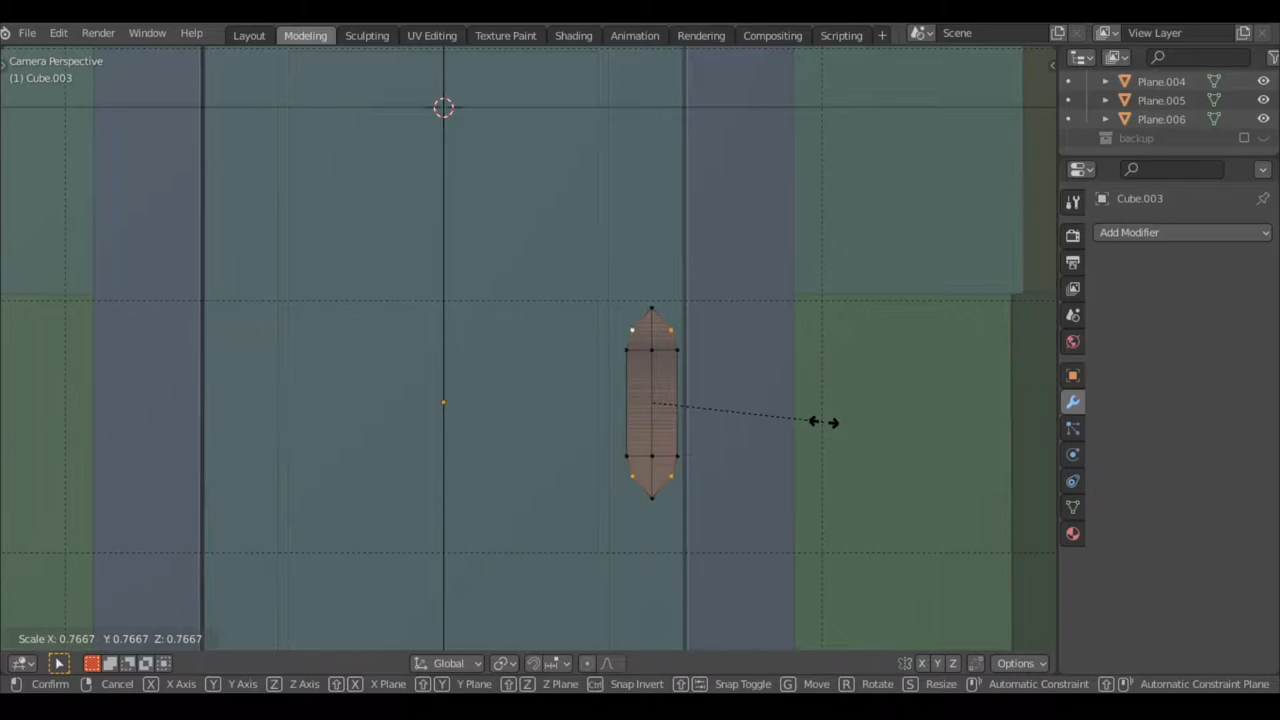 File Edit Render Window Help Layout Modeling Sculpting UV Editing Texture Paint Shading Animation Rendering Compositing Scripting + Scene View Layer
Camera Perspective
(1) Cube.003
Plane.004
Plane.005
Plane.006
backup
Cube.003
Add Modifier
Scale X: 0.7667 Y: 0.7667 Z: 0.7667
Global X Y Z Options
Confirm Cancel X X Axis Y Y Axis Z Z Axis X X Plane Y Y Plane Z Z Plane Ctrl Snap Invert Snap Toggle G Move R Rotate S Resize Automatic Constraint Automatic Constraint Plane